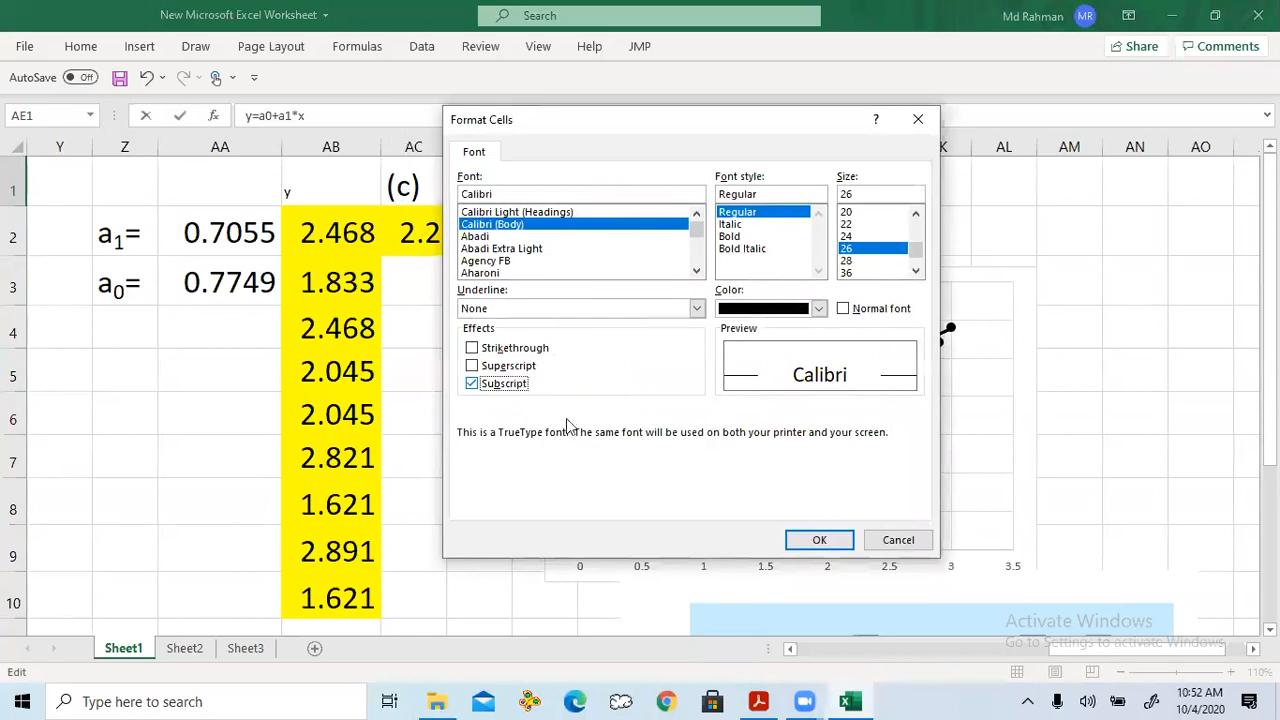 New Microsoft Excel Worksheet
Search
Md Rahman
MR
File Home Insert Draw Page Layout Formulas Data Review View Help JMP
Share
Comments
AutoSave Off
AE1
fx
y=a0+a1*x
Format Cells
?
Font
Font:
Calibri
Calibri Light (Headings)
Calibri (Body)
Abadi
Abadi Extra Light
Agency FB
Aharoni
Font style:
Regular
Regular
Italic
Bold
Bold Italic
Size:
26
20
22
24
26
28
36
Underline:
None
Color:
Normal font
Effects
Strikethrough
Superscript
Subscript
Preview
Calibri
This is a TrueType font. The same font will be used on both your printer and your screen.
OK
Cancel
Y Z AA AB AC K AL AM AN AO
1 y (c)
2 a1= 0.7055 2.468 2.2
3 a0= 0.7749 1.833
4 2.468
5 2.045
6 2.045
7 2.821
8 1.621
9 2.891
10 1.621
0 0.5 1 1.5 2 2.5 3 3.5
Activate Windows
Go to Settings to activate Windows.
Sheet1 Sheet2 Sheet3
Edit
110%
Type here to search
10:52 AM
10/4/2020